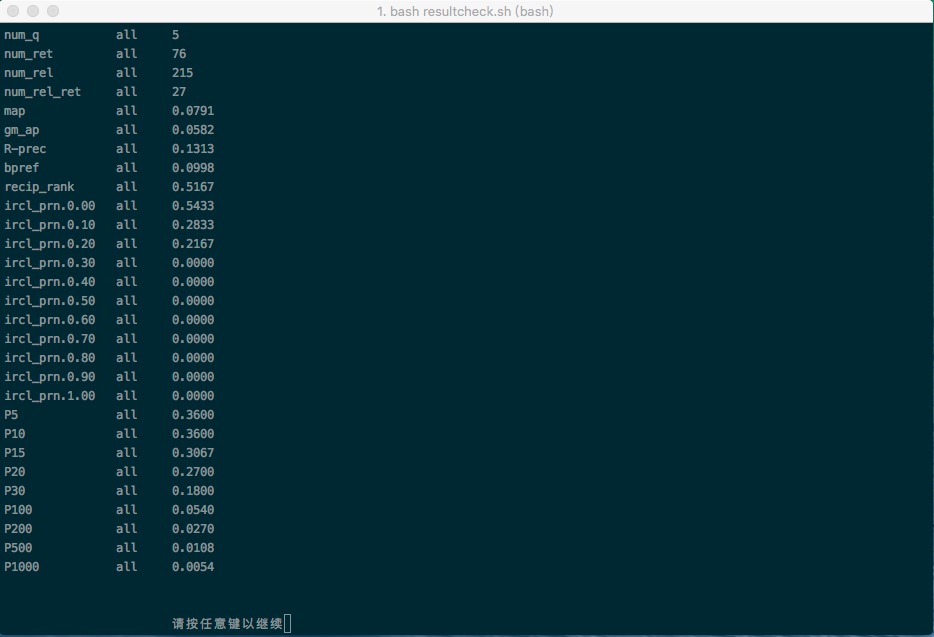 1. bash resultcheck.sh (bash)
num_q all 5
num_ret all 76
num_rel all 215
num_rel_ret all 27
map all 0.0791
gm_ap all 0.0582
R-prec all 0.1313
bpref all 0.0998
recip_rank all 0.5167
ircl_prn.0.00 all 0.5433
ircl_prn.0.10 all 0.2833
ircl_prn.0.20 all 0.2167
ircl_prn.0.30 all 0.0000
ircl_prn.0.40 all 0.0000
ircl_prn.0.50 all 0.0000
ircl_prn.0.60 all 0.0000
ircl_prn.0.70 all 0.0000
ircl_prn.0.80 all 0.0000
ircl_prn.0.90 all 0.0000
ircl_prn.1.00 all 0.0000
P5 all 0.3600
P10 all 0.3600
P15 all 0.3067
P20 all 0.2700
P30 all 0.1800
P100 all 0.0540
P200 all 0.0270
P500 all 0.0108
P1000 all 0.0054
请按任意键以继续